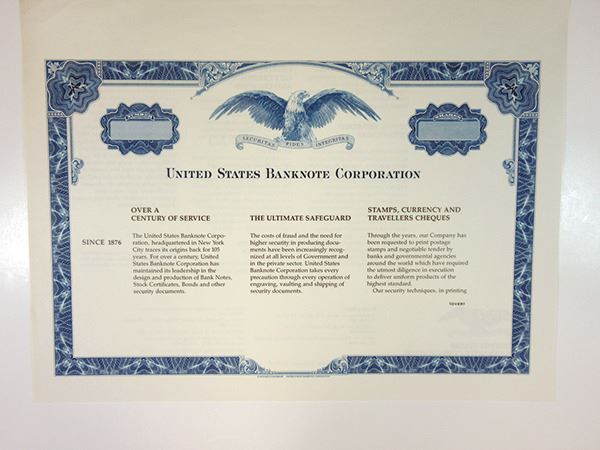 NUMBER
SHARES
SECURITAS FIDES INTEGRITAS
UNITED STATES BANKNOTE CORPORATION
SINCE 1876
OVER A
CENTURY OF SERVICE
The United States Banknote Corpo-
ration, headquartered in New York
City traces its origins back for 105
years. For over a century, United
States Banknote Corporation has
maintained its leadership in the
design and production of Bank Notes,
Stock Certificates, Bonds and other
security documents.
THE ULTIMATE SAFEGUARD
The costs of fraud and the need for
higher security in producing docu-
ments have been increasingly recog-
nized at all levels of Government and
in the private sector. United States
Banknote Corporation takes every
precaution through every operation of
engraving, vaulting and shipping of
security documents.
STAMPS, CURRENCY AND
TRAVELLERS CHEQUES
Through the years, our Company has
been requested to print postage
stamps and negotiable tender by
banks and governmental agencies
around the world which have required
the utmost diligence in execution
to deliver uniform products of the
highest standard.
Our security techniques, in printing
(OVER)